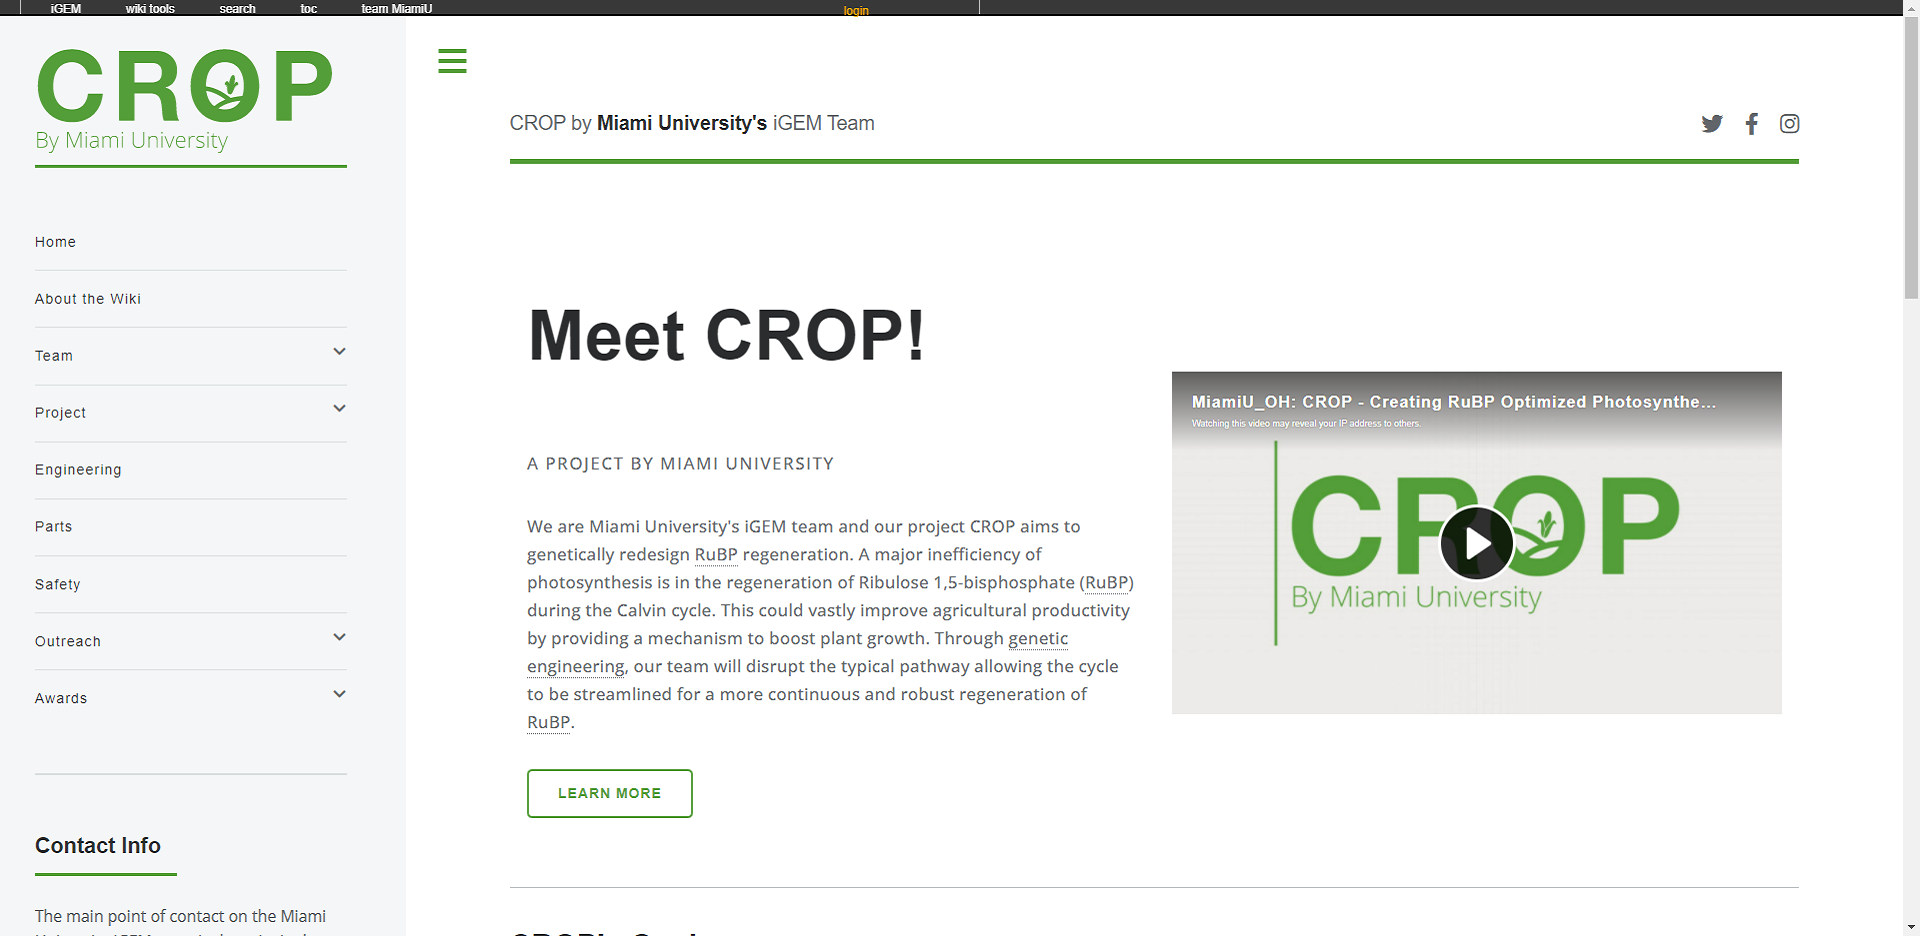 iGEM wiki tools search toc team MiamiU login
CROP
By Miami University
CROP by Miami University's iGEM Team
Home
About the Wiki
Team
Project
Engineering
Parts
Safety
Outreach
Awards
Contact Info
The main point of contact on the Miami
Meet CROP!
A PROJECT BY MIAMI UNIVERSITY
We are Miami University's iGEM team and our project CROP aims to
genetically redesign RuBP regeneration. A major inefficiency of
photosynthesis is in the regeneration of Ribulose 1,5-bisphosphate (RuBP)
during the Calvin cycle. This could vastly improve agricultural productivity
by providing a mechanism to boost plant growth. Through genetic
engineering, our team will disrupt the typical pathway allowing the cycle
to be streamlined for a more continuous and robust regeneration of
RuBP.
LEARN MORE
MiamiU_OH: CROP - Creating RuBP Optimized Photosynthe...
Watching this video may reveal your IP address to others.
CROP
By Miami University